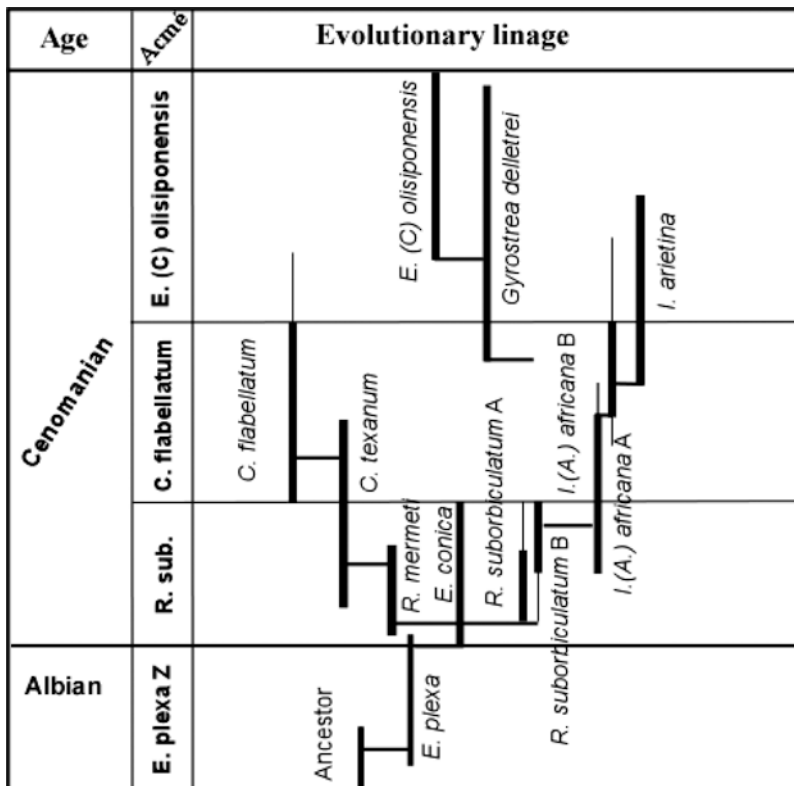 Age
Acmé
Evolutionary linage
Cenomanian
Albian
E. (C) olisiponensis
C. flabellatum
R. sub.
E. plexa Z
C. flabellatum
C. texanum
R. mermeti
E. conica
E. (C) olisiponensis
Gyrostrea delletrei
R. suborbiculatum A
R. suborbiculatum B
I.(A.) africana B
I.(A.) africana A
I. arietina
Ancestor
E. plexa